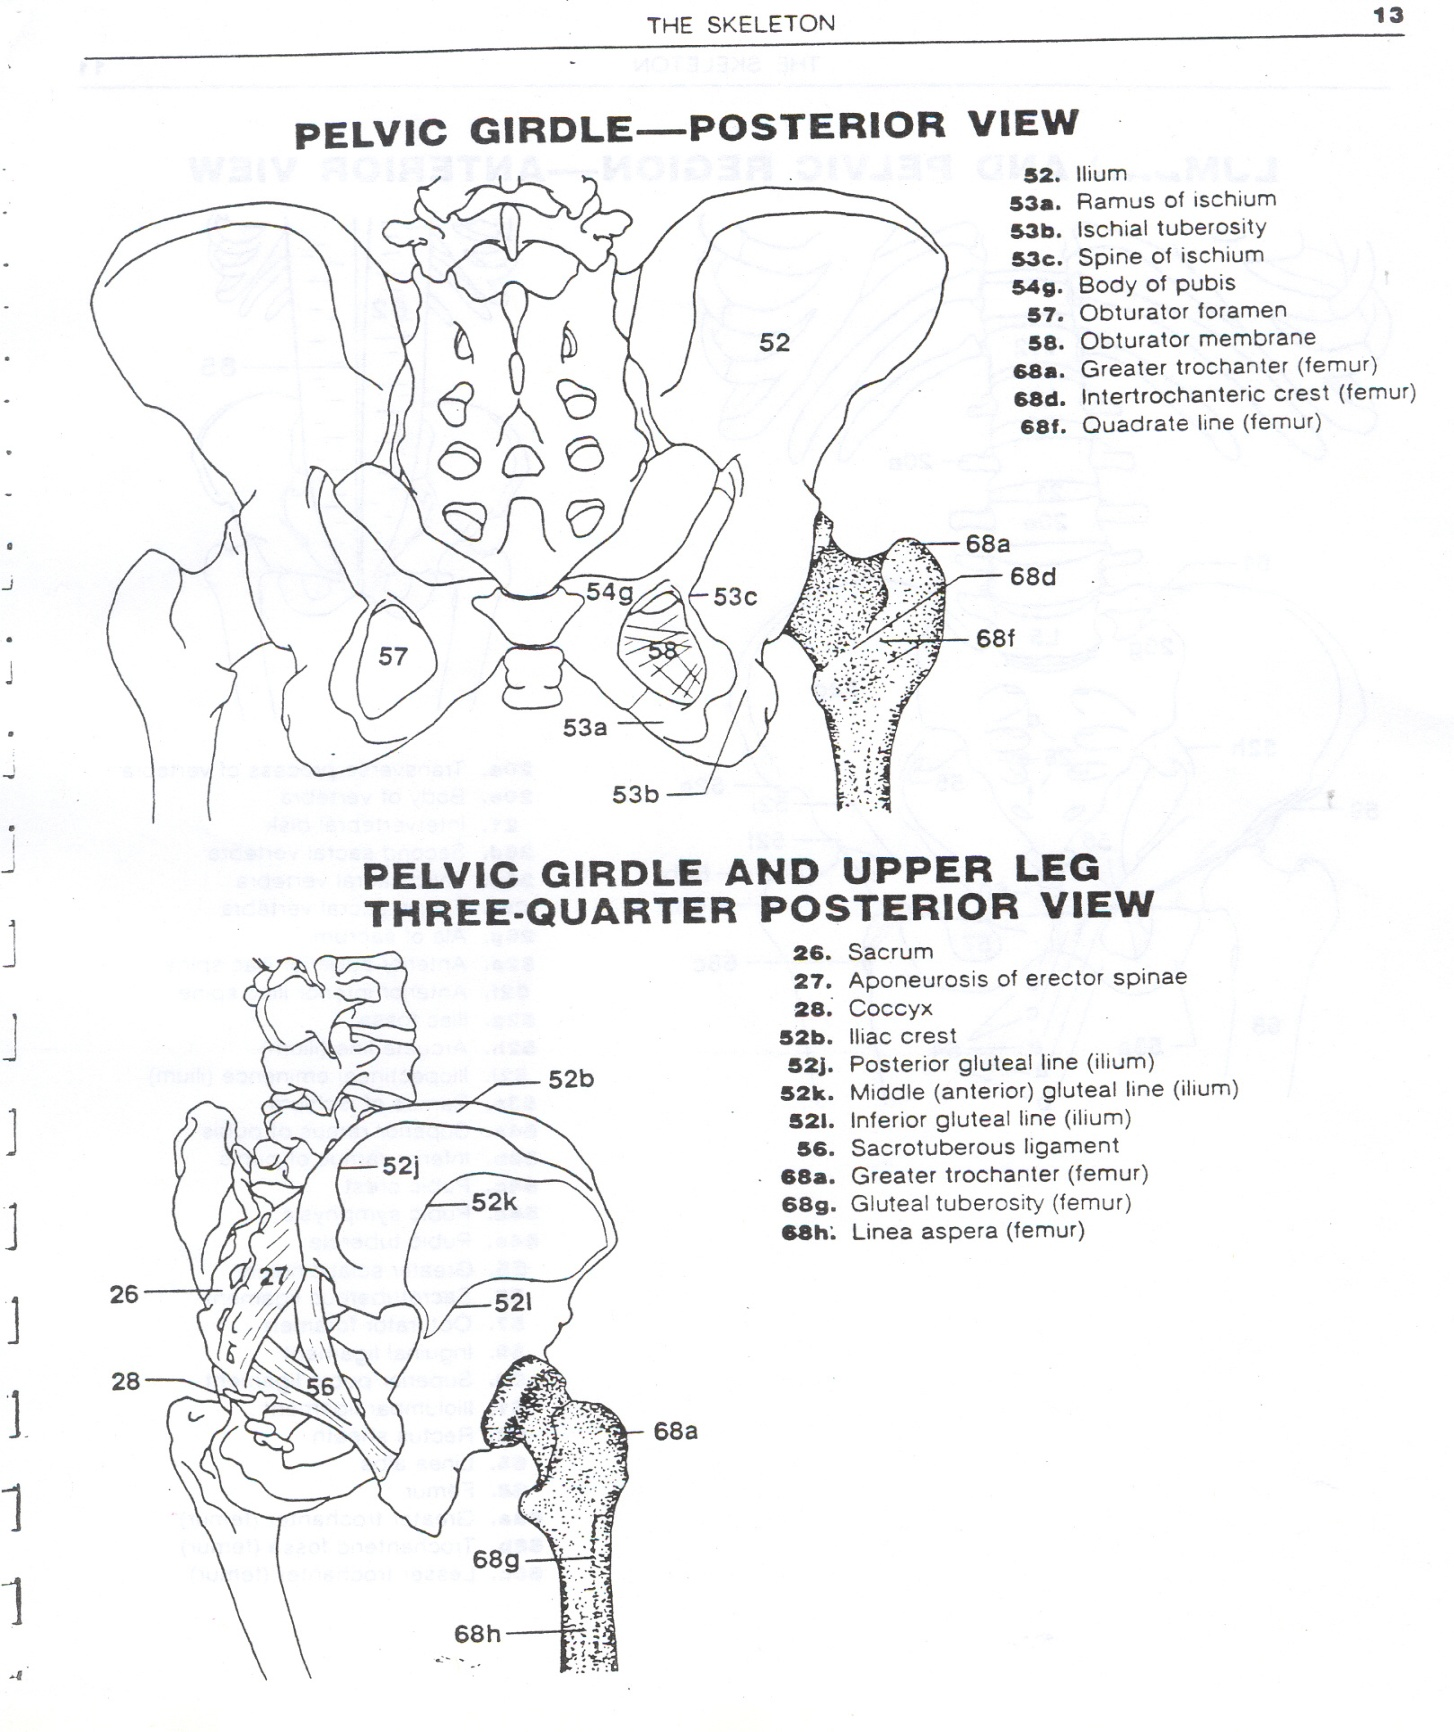 THE SKELETON
13
PELVIC GIRDLE—POSTERIOR VIEW
52. Ilium
53a. Ramus of ischium
53b. Ischial tuberosity
53c. Spine of ischium
54g. Body of pubis
57. Obturator foramen
58. Obturator membrane
68a. Greater trochanter (femur)
68d. Intertrochanteric crest (femur)
68f. Quadrate line (femur)
52
68a
68d
54g
53c
68f
57
58
53a
53b
PELVIC GIRDLE AND UPPER LEG
THREE-QUARTER POSTERIOR VIEW
26. Sacrum
27. Aponeurosis of erector spinae
28. Coccyx
52b. Iliac crest
52j. Posterior gluteal line (ilium)
52k. Middle (anterior) gluteal line (ilium)
52l. Inferior gluteal line (ilium)
56. Sacrotuberous ligament
68a. Greater trochanter (femur)
68g. Gluteal tuberosity (femur)
68h. Linea aspera (femur)
52b
52j
52k
27
26
52l
28
56
68a
68g
68h